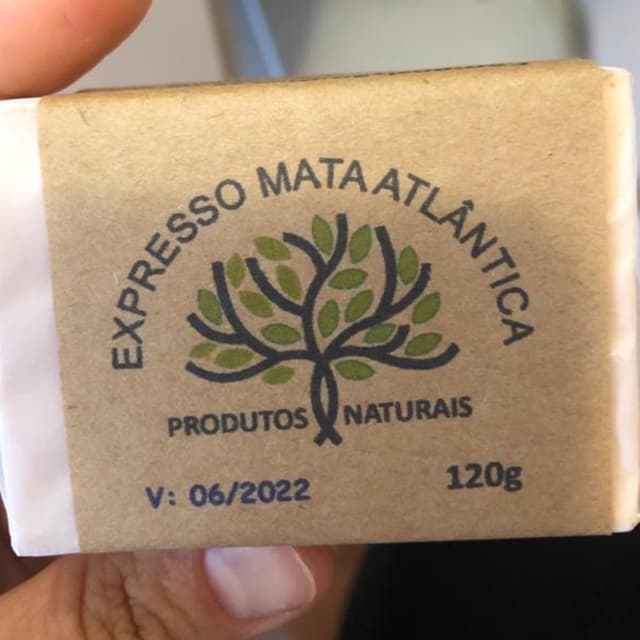 EXPRESSO MATA ATLÂNTICA
PRODUTOS NATURAIS
V: 06/2022
120g